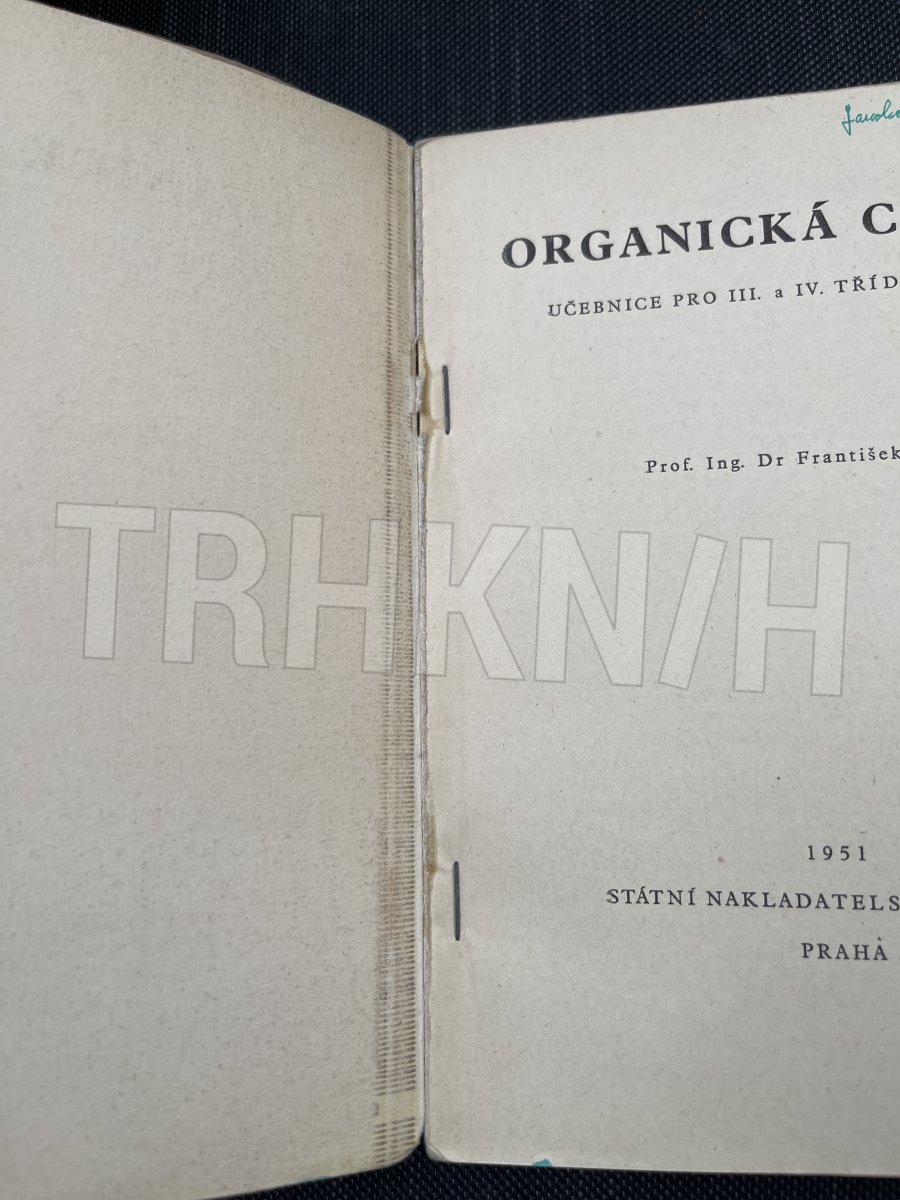 ORGANICKÁ C
UČEBNICE PRO III. a IV. TŘÍD
Prof. Ing. Dr František
TRHKNIH
1951
STÁTNÍ NAKLADATELS
PRAHA